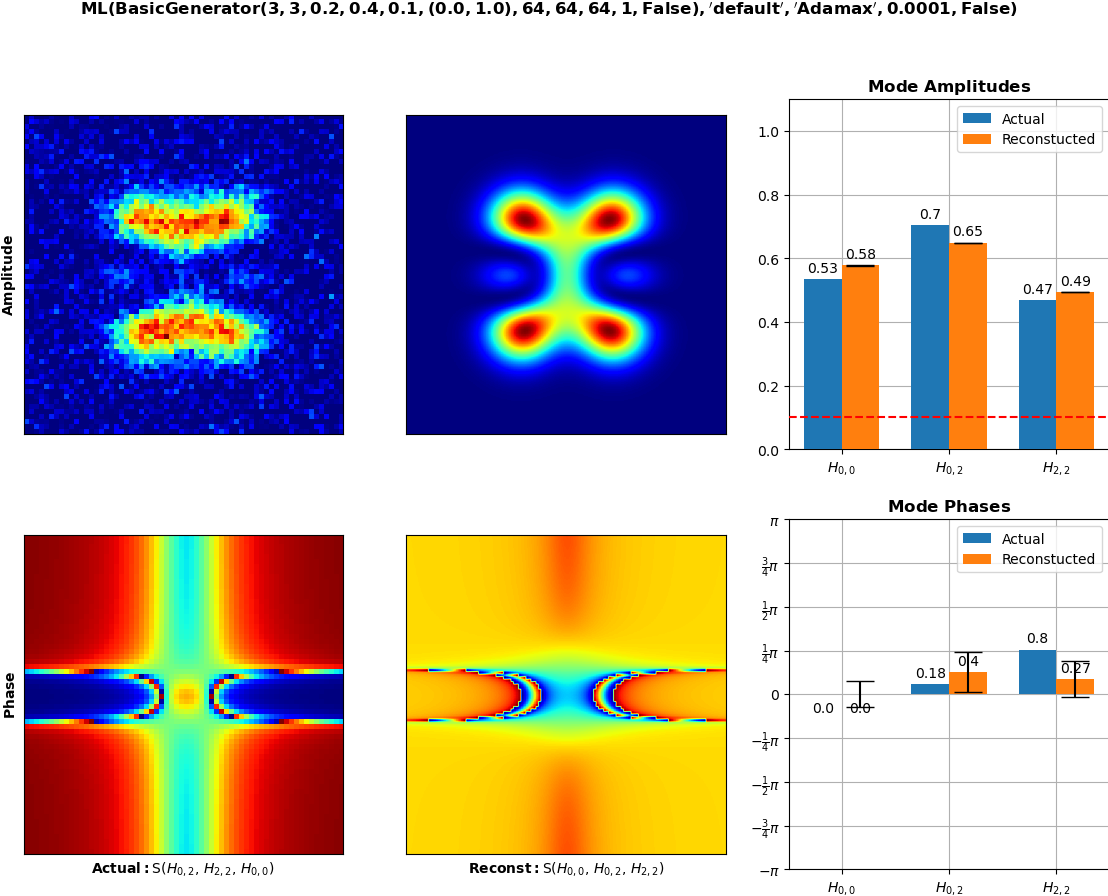 ML(BasicGenerator(3, 3, 0.2, 0.4, 0.1, (0.0, 1.0), 64, 64, 64, 1, False), ′default′, ′Adamax′, 0.0001, False)
Amplitude
Mode Amplitudes
Actual
Reconstucted
1.0
0.8
0.6
0.4
0.2
0.0
0.53
0.58
0.7
0.65
0.47
0.49
H0,0
H0,2
H2,2
Phase
Actual: S(H0,2, H2,2, H0,0)
Reconst: S(H0,0, H0,2, H2,2)
Mode Phases
Actual
Reconstucted
π
3/4π
1/2π
1/4π
0
−1/4π
−1/2π
−3/4π
−π
0.0
0.0
0.18
0.4
0.8
0.27
H0,0
H0,2
H2,2